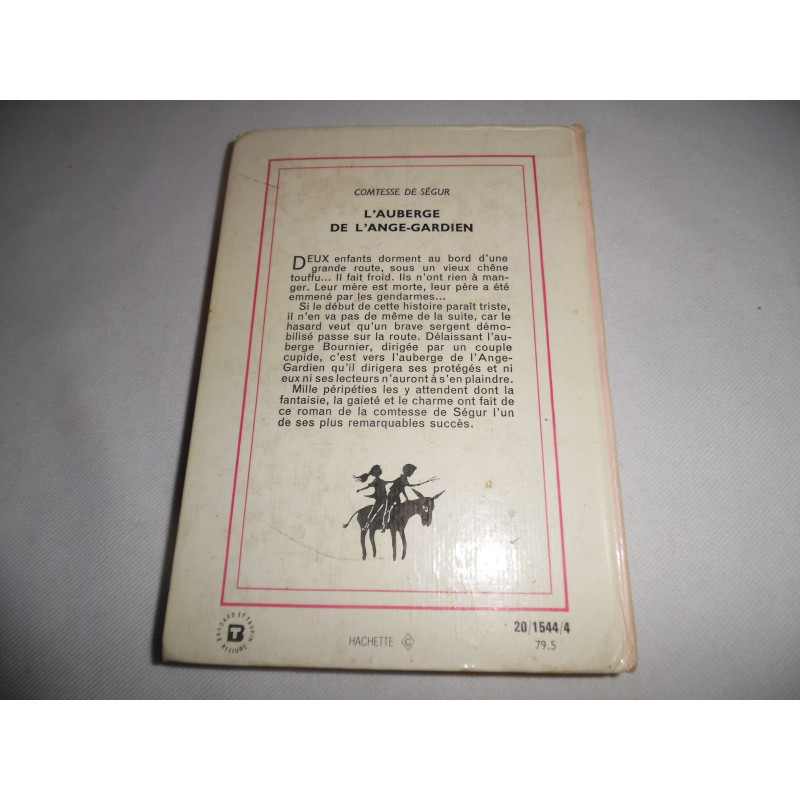 COMTESSE DE SÉGUR
L'AUBERGE
DE L'ANGE-GARDIEN
DEUX enfants dorment au bord d'une
grande route, sous un vieux chêne
touffu... Il fait froid. Ils n'ont rien à man-
ger. Leur mère est morte, leur père a été
emmené par les gendarmes...
Si le début de cette histoire paraît triste,
il n'en va pas de même de la suite, car le
hasard veut qu'un brave sergent démo-
bilisé passe sur la route. Délaissant l'au-
berge Bournier, dirigée par un couple
cupide, c'est vers l'auberge de l'Ange-
Gardien qu'il dirigera ses protégés et ni
eux ni ses lecteurs n'auront à s'en plaindre.
Mille péripéties les y attendent dont la
fantaisie, la gaieté et le charme ont fait de
ce roman de la comtesse de Ségur l'un
de ses plus remarquables succès.
BRODARD ET TAUPIN
RELIURE
BT
HACHETTE C
20/1544/4
79.5